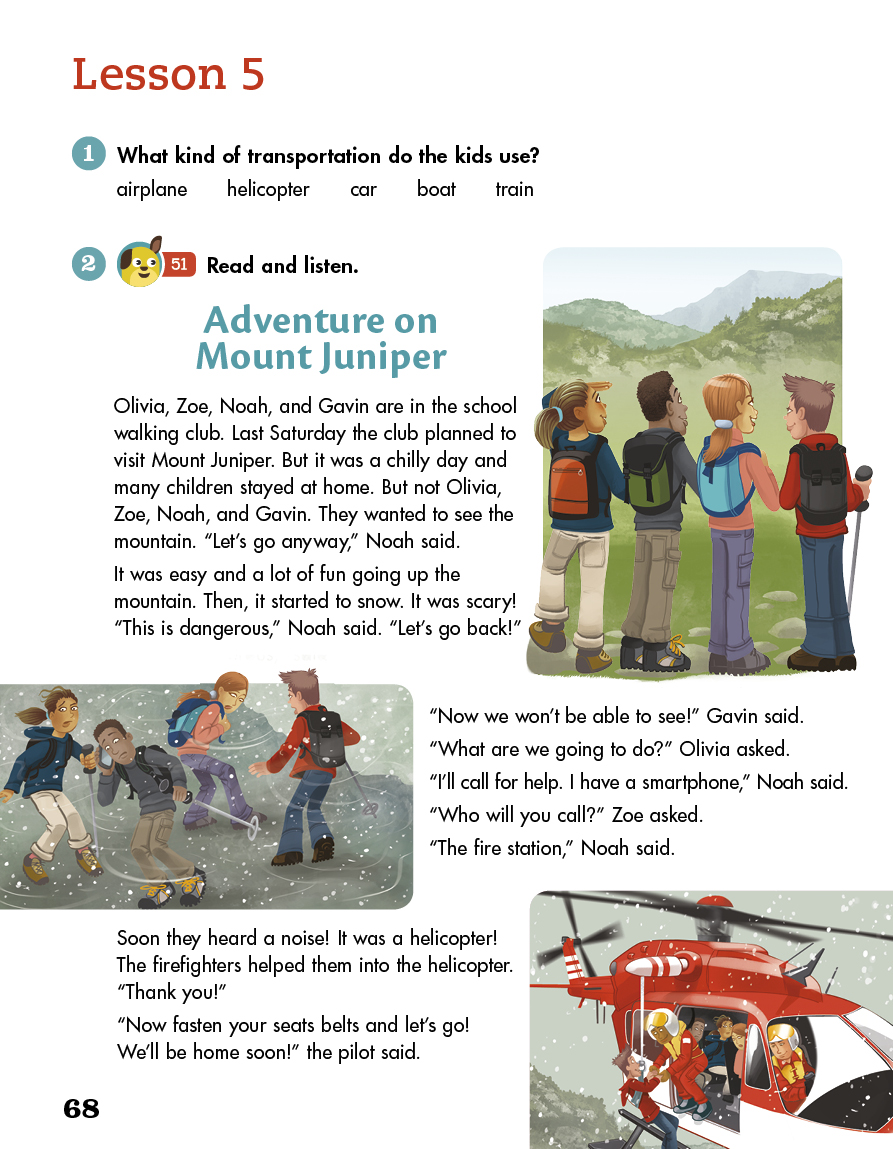 Lesson 5
1 What kind of transportation do the kids use?
airplane helicopter car boat train
2 51 Read and listen.
Adventure on
Mount Juniper
Olivia, Zoe, Noah, and Gavin are in the school
walking club. Last Saturday the club planned to
visit Mount Juniper. But it was a chilly day and
many children stayed at home. But not Olivia,
Zoe, Noah, and Gavin. They wanted to see the
mountain. “Let’s go anyway,” Noah said.
It was easy and a lot of fun going up the
mountain. Then, it started to snow. It was scary!
“This is dangerous,” Noah said. “Let’s go back!”
“Now we won’t be able to see!” Gavin said.
“What are we going to do?” Olivia asked.
“I’ll call for help. I have a smartphone,” Noah said.
“Who will you call?” Zoe asked.
“The fire station,” Noah said.
Soon they heard a noise! It was a helicopter!
The firefighters helped them into the helicopter.
“Thank you!”
“Now fasten your seats belts and let’s go!
We’ll be home soon!” the pilot said.
68